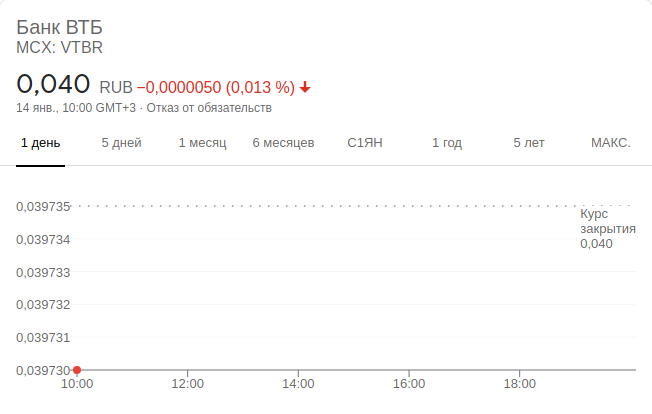 Банк ВТБ
MCX: VTBR
0,040 RUB −0,0000050 (0,013 %)
14 янв., 10:00 GMT+3 · Отказ от обязательств
1 день 5 дней 1 месяц 6 месяцев С1ЯН 1 год 5 лет МАКС.
0,039735
Курс
закрытия
0,040
0,039734
0,039733
0,039732
0,039731
0,039730
10:00 12:00 14:00 16:00 18:00